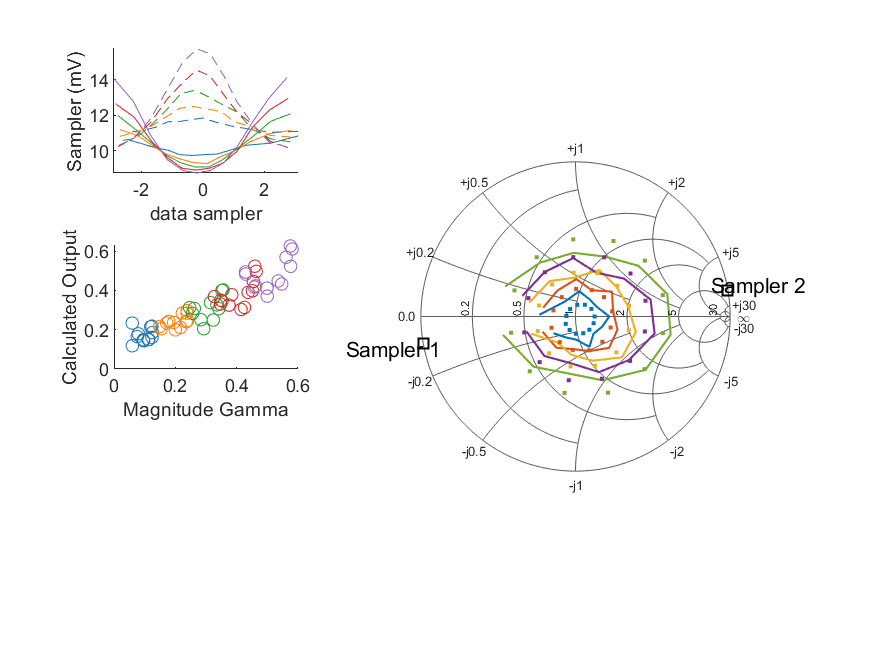 Sampler (mV)
14
12
10
-2 0 2
data sampler
Calculated Output
0.6
0.4
0.2
0
0 0.2 0.4 0.6
Magnitude Gamma
+j1
+j0.5 +j2
+j0.2 +j5
Sampler 2
+j30
0.0 0.2 0.5 1 2 5 30 ∞
-j30
Sampler 1
-j0.2 -j5
-j0.5 -j2
-j1